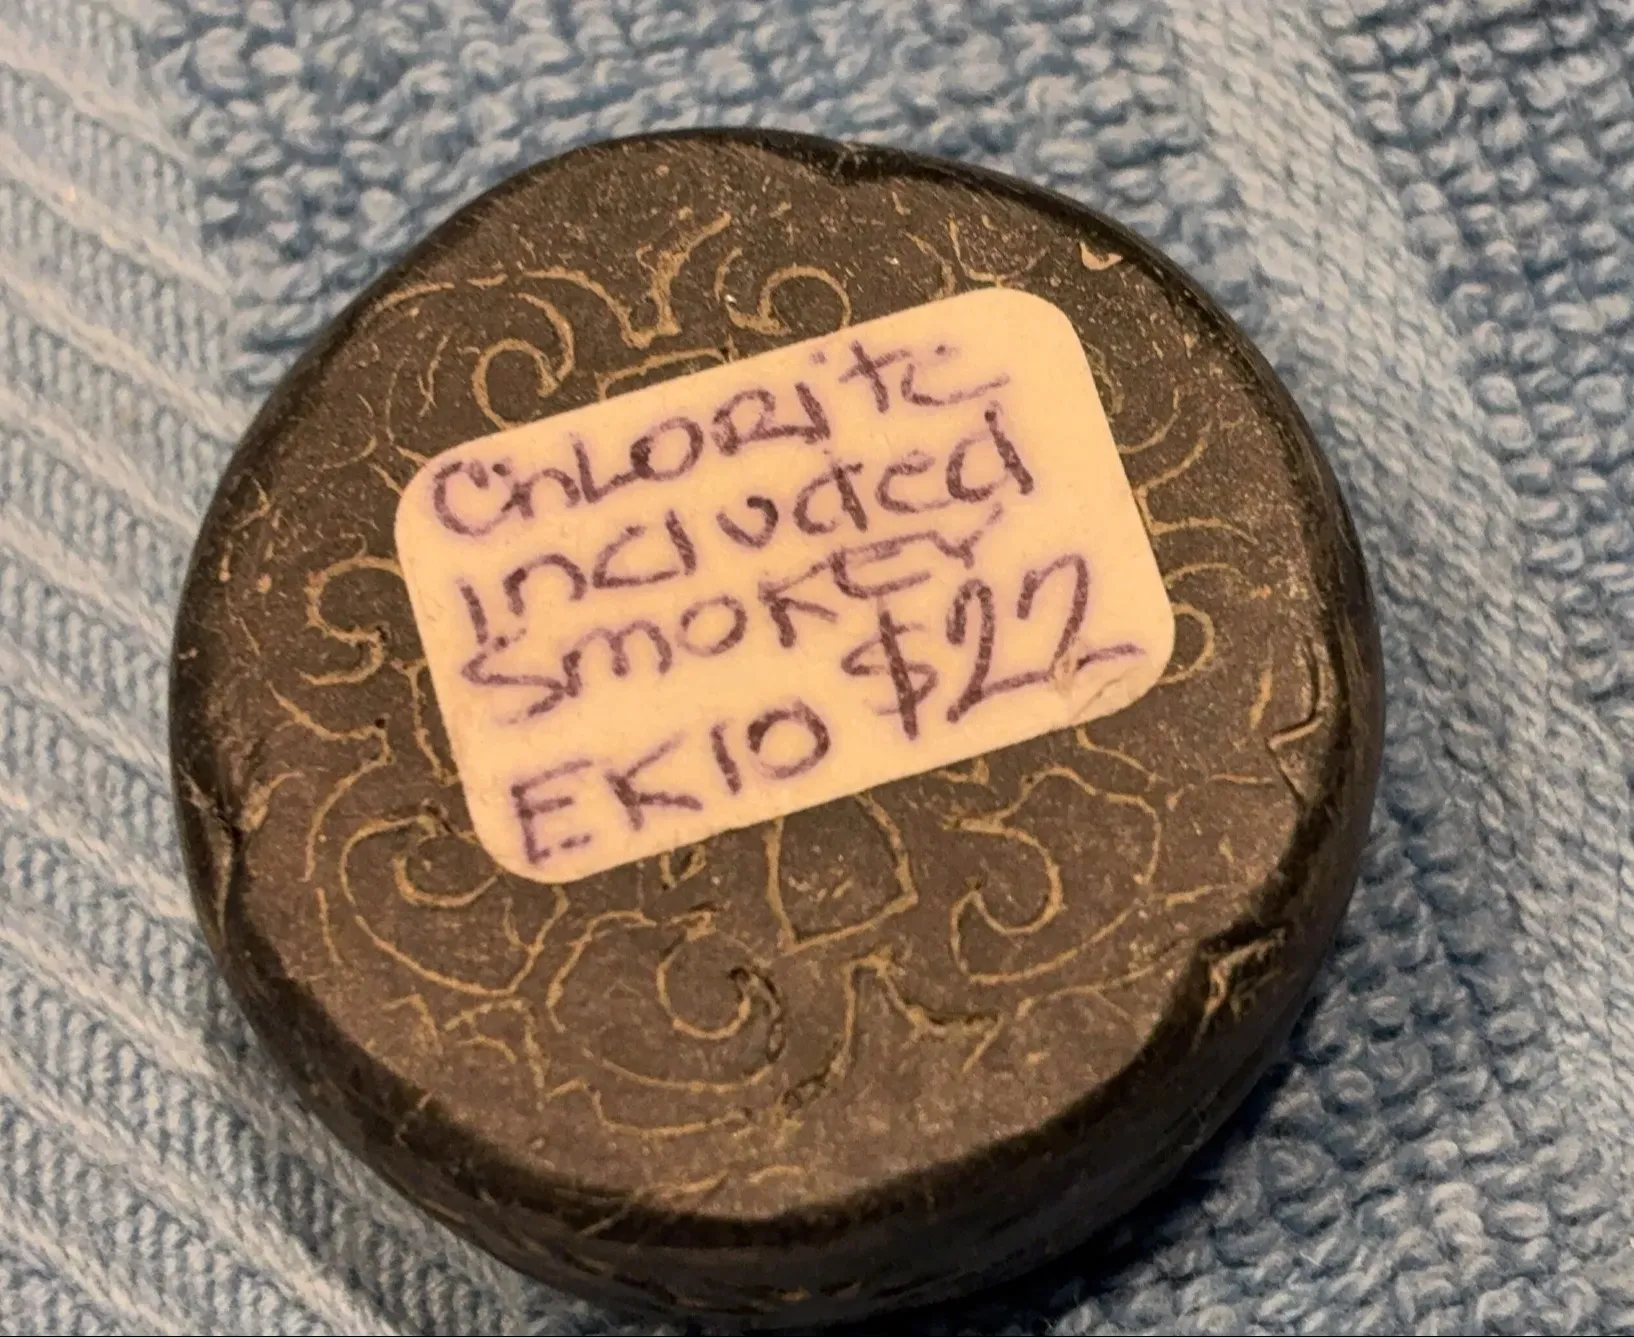 CHLORite
included
SMOKEY
EK10 $22